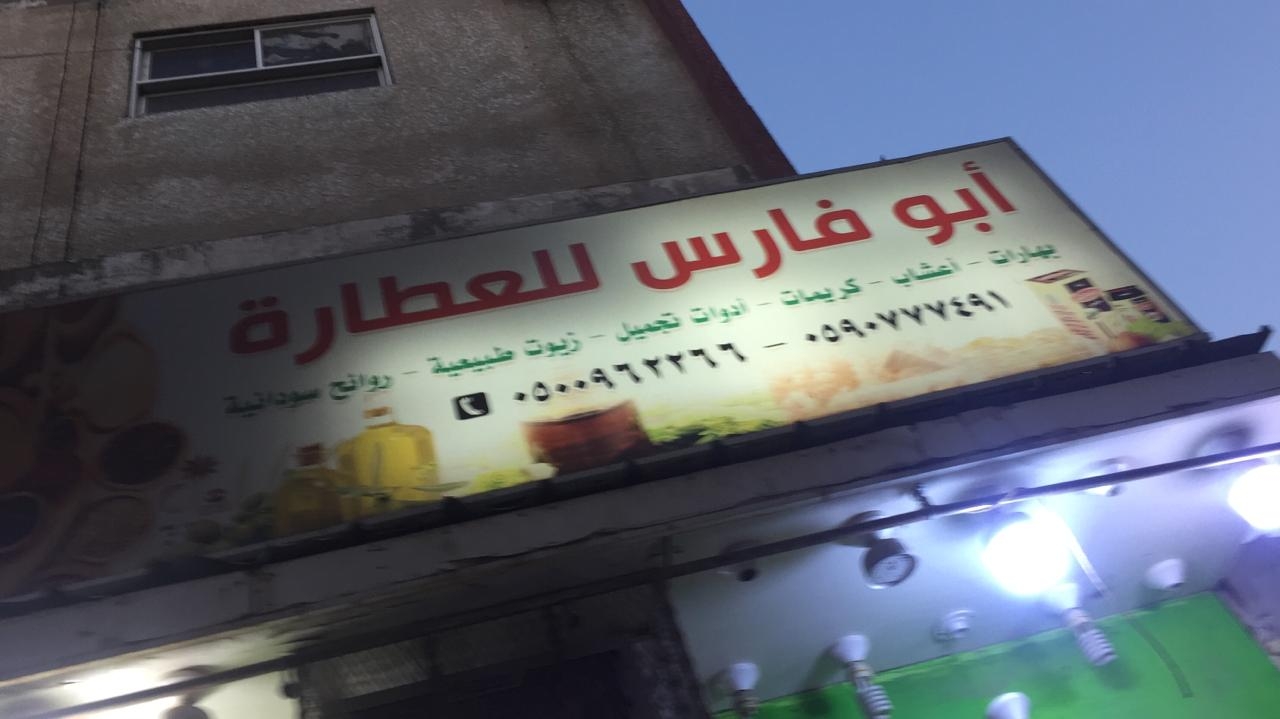 أبو فارس للعطارة
بهارات - أعشاب - كريمات - أدوات تجميل - زيوت طبيعية - روائح سودانية
٠٥٠٠٩٦٢٢٦٦ - ٠٥٩٠٧٧٧٤٩١